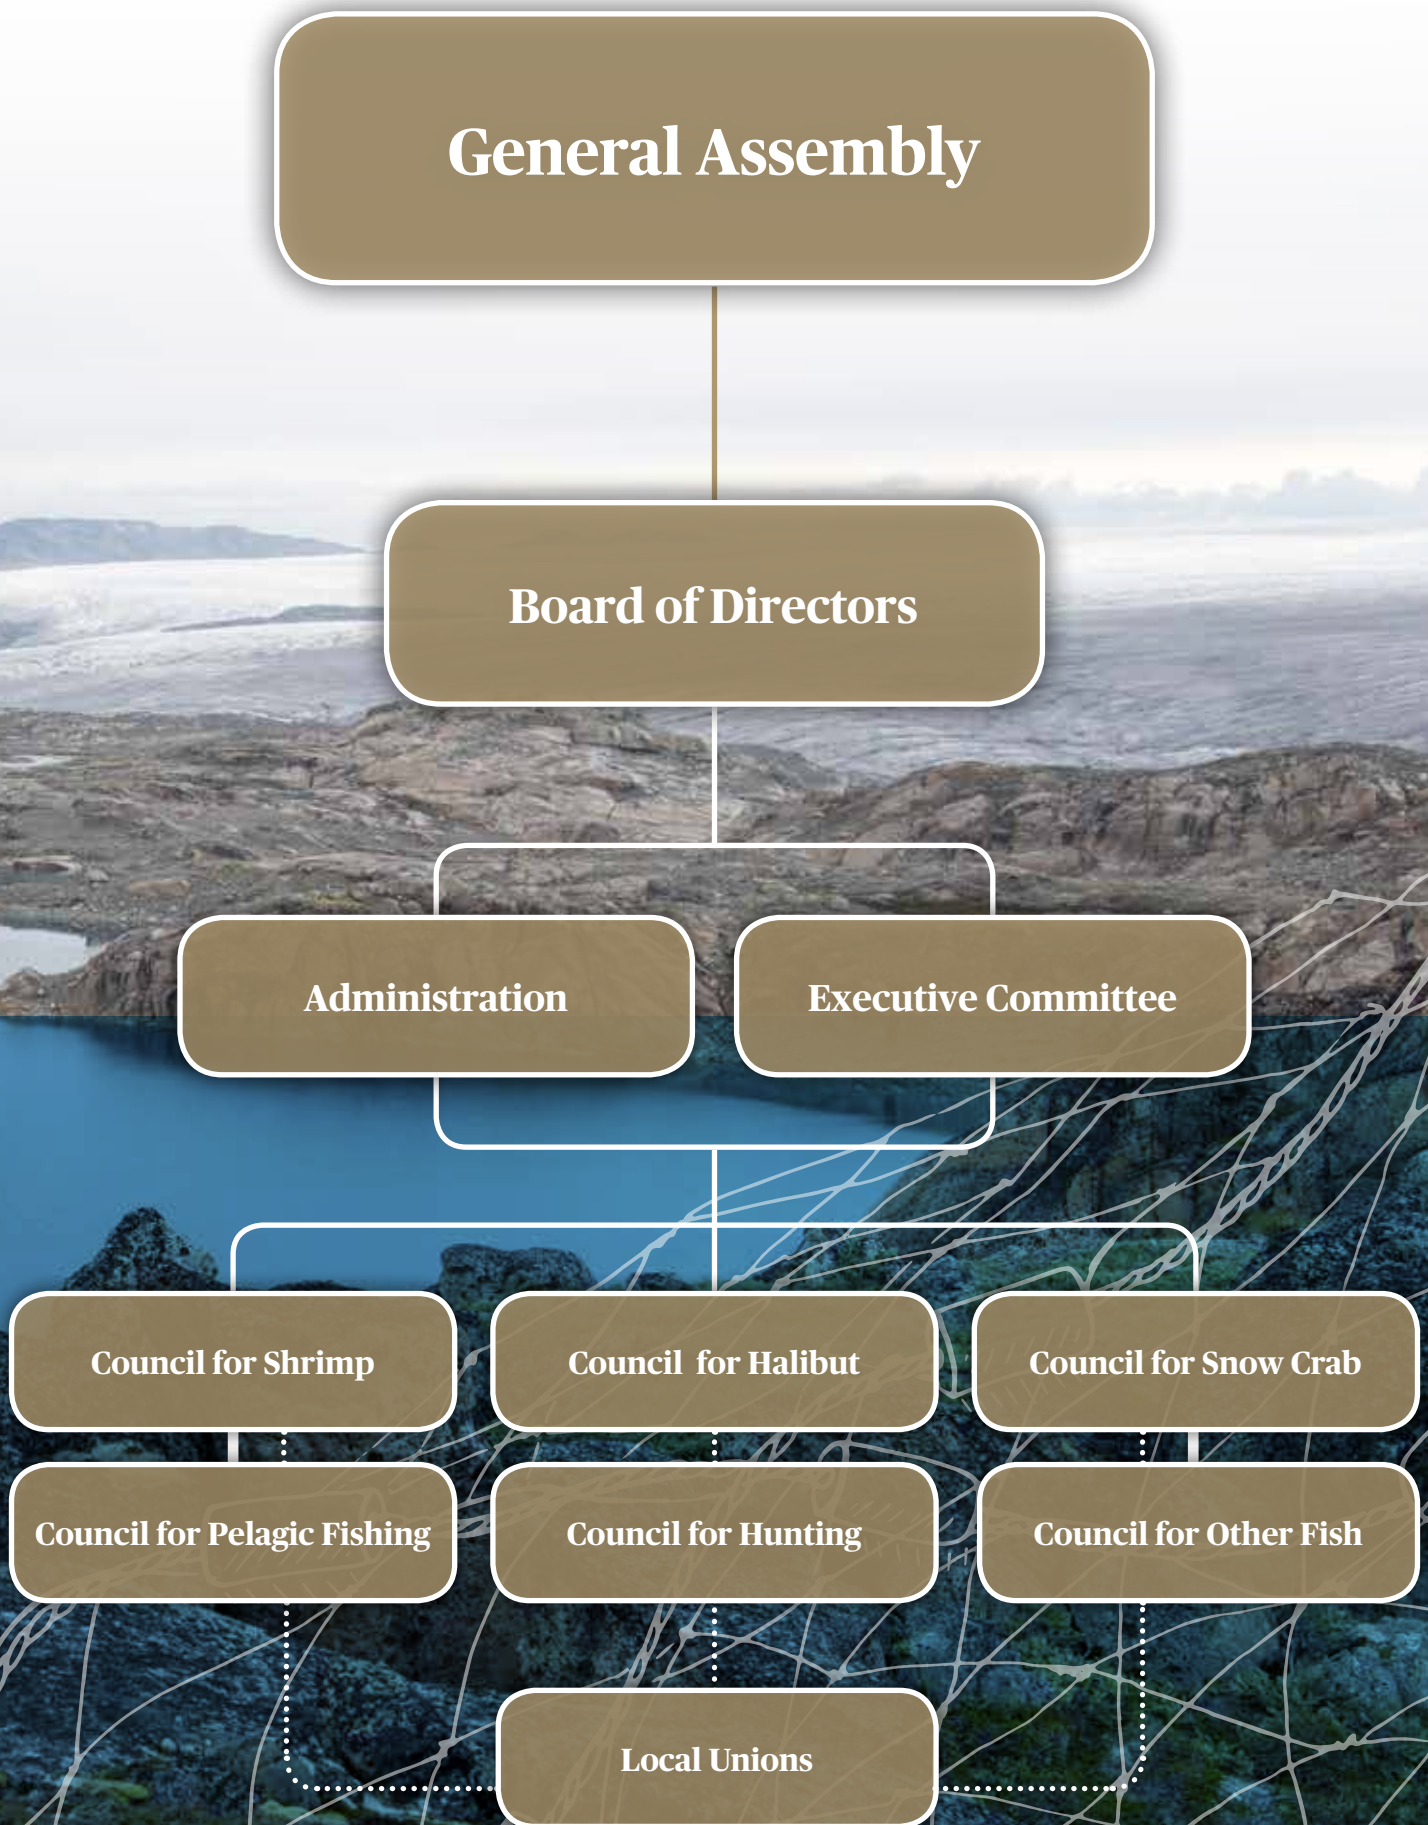 General Assembly
Board of Directors
Administration
Executive Committee
Council for Shrimp
Council for Halibut
Council for Snow Crab
Council for Pelagic Fishing
Council for Hunting
Council for Other Fish
Local Unions